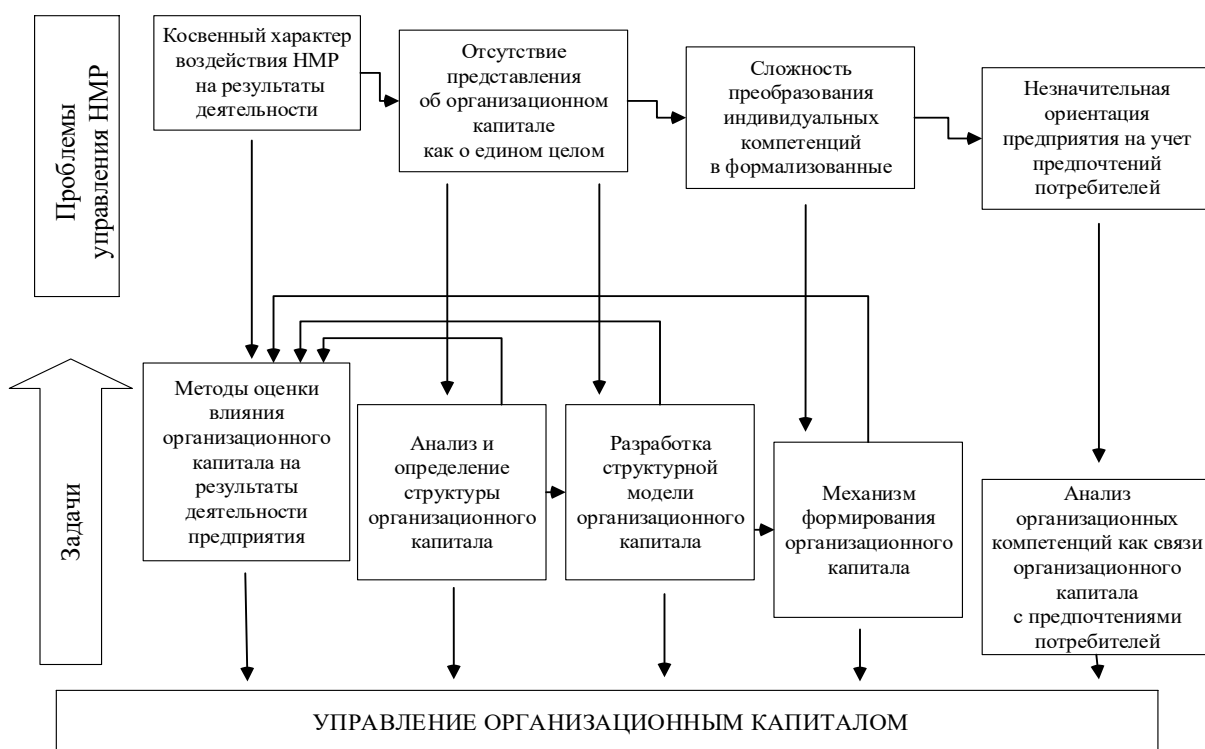 Проблемы
управления НМР
Косвенный характер
воздействия НМР
на результаты
деятельности
Отсутствие
представления
об организационном
капитале
как о едином целом
Сложность
преобразования
индивидуальных
компетенций
в формализованные
Незначительная
ориентация
предприятия на учет
предпочтений
потребителей
Задачи
Методы оценки
влияния
организационного
капитала на
результаты
деятельности
предприятия
Анализ и
определение
структуры
организационного
капитала
Разработка
структурной
модели
организационного
капитала
Механизм
формирования
организационного
капитала
Анализ
организационных
компетенций как связи
организационного
капитала
с предпочтениями
потребителей
УПРАВЛЕНИЕ ОРГАНИЗАЦИОННЫМ КАПИТАЛОМ